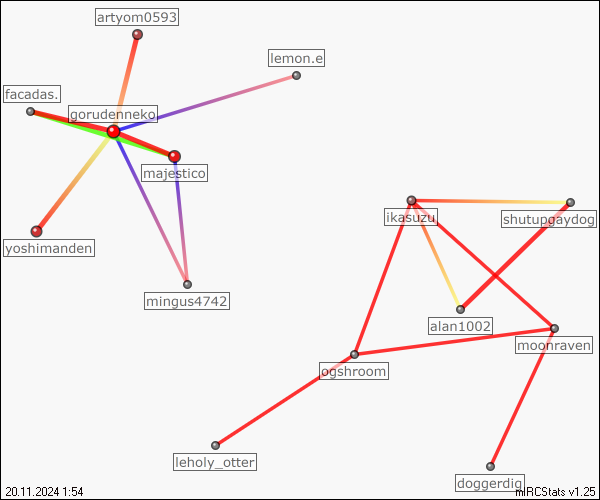 artyom0593
lemon.e
facadas.
gorudenneko
majestico
ikasuzu
shutupgaydog
yoshimanden
mingus4742
alan1002
moonraven
ogshroom
leholy_otter
doggerdig
20.11.2024 1:54
mIRCStats v1.25